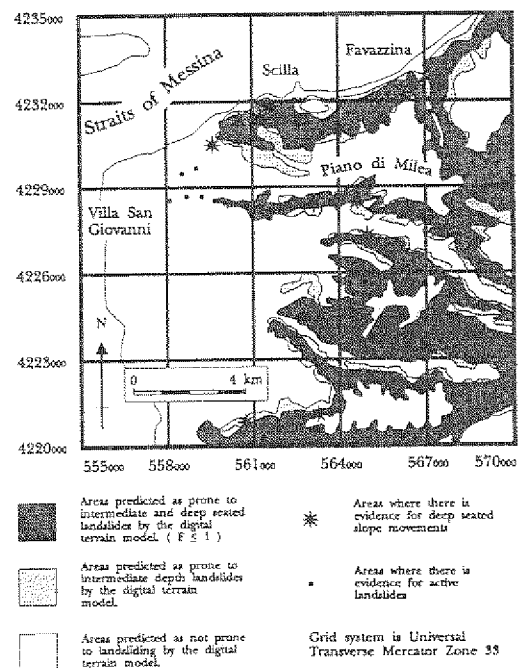 4235000
Favazzina
Scilla
Straits of Messina
4232000
Piano di Milea
4229000
Villa San
Giovanni
4226000
N
4223000
0 4 km
4220000
555000 558000 561000 564000 567000 570000
Areas predicted as prone to
intermediate and deep seated
landslides by the digital
terrain model. ( F ≤ 1 )
Areas predicted as prone to
intermediate depth landslides
by the digital terrain
model.
Areas predicted as not prone
to landsliding by the digital
terrain model.
Areas where there is
evidence for deep seated
slope movements
Areas where there is
evidence for active
landslides
Grid system is Universal
Transverse Mercator Zone 33